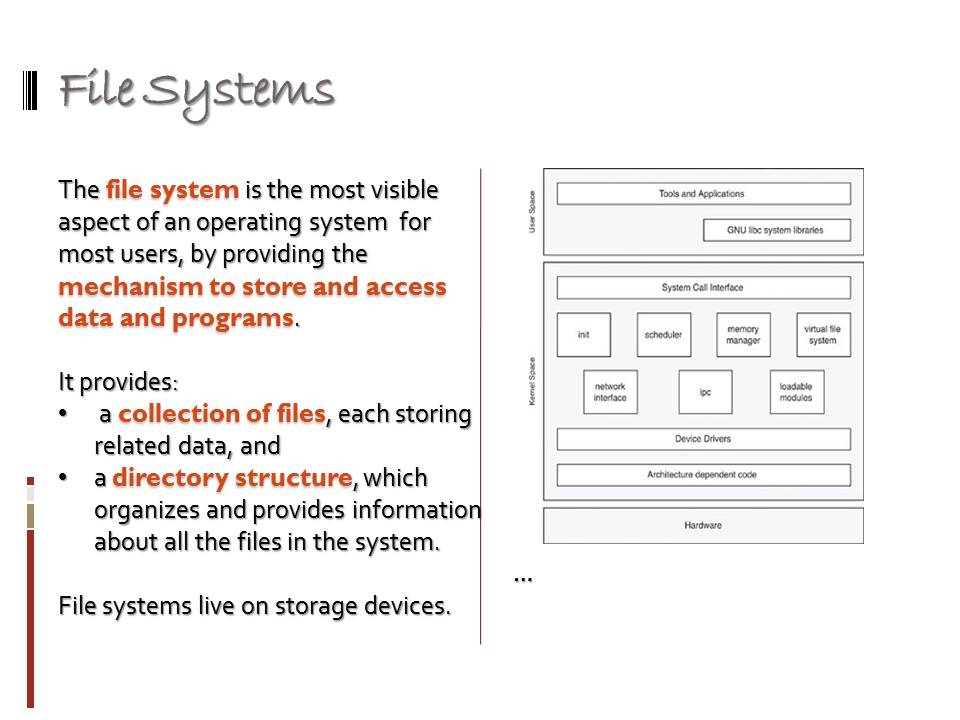 File Systems
The file system is the most visible
aspect of an operating system for
most users, by providing the
mechanism to store and access
data and programs.
It provides:
• a collection of files, each storing
related data, and
• a directory structure, which
organizes and provides information
about all the files in the system.
File systems live on storage devices.
User Space
Tools and Applications
GNU libc system libraries
Kernel Space
System Call Interface
init
scheduler
memory
manager
virtual file
system
network
interface
ipc
loadable
modules
Device Drivers
Architecture dependent code
Hardware
...